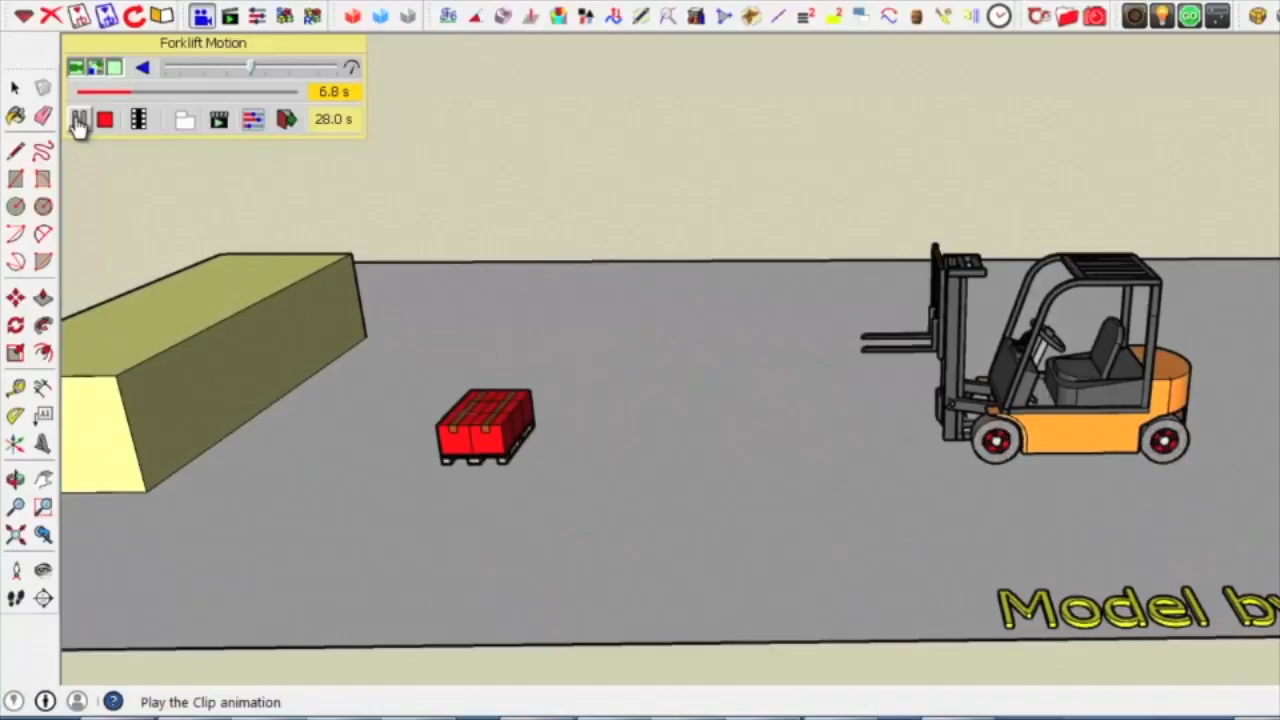 Forklift Motion
6.8 s
28.0 s
Model by
Play the Clip animation